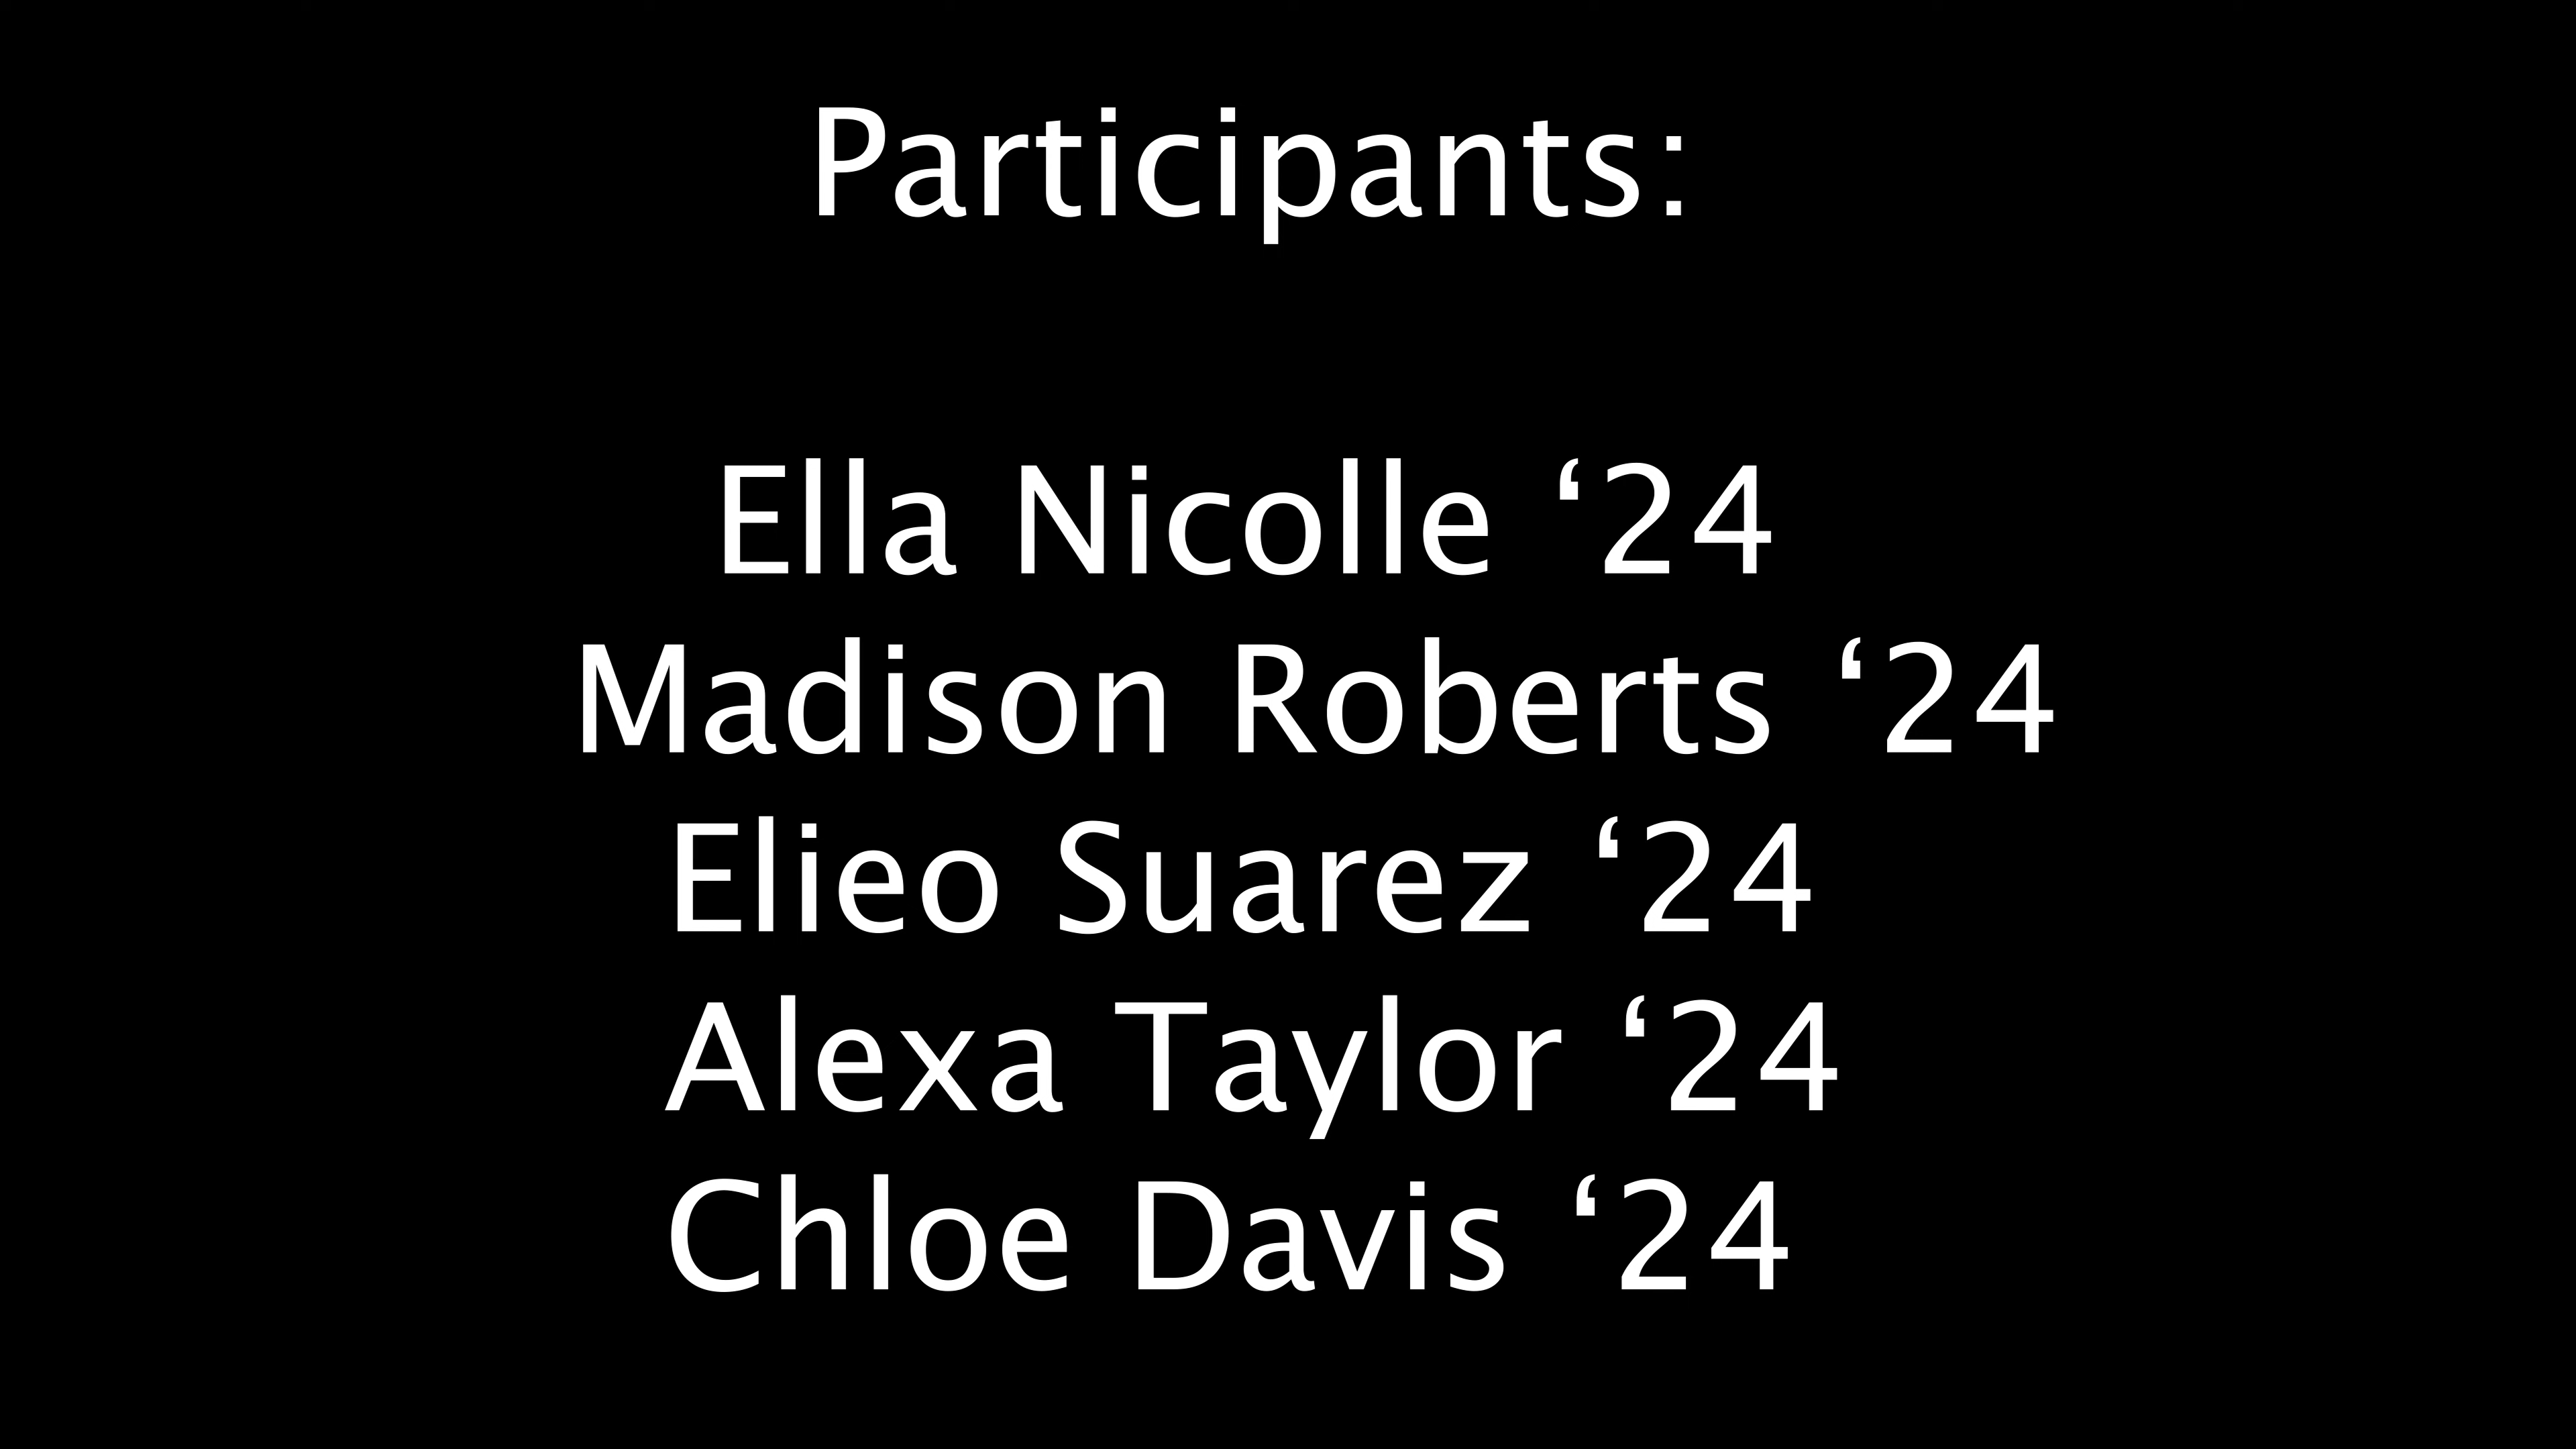 Participants:
Ella Nicolle ‘24
Madison Roberts ‘24
Elieo Suarez ‘24
Alexa Taylor ‘24
Chloe Davis ‘24